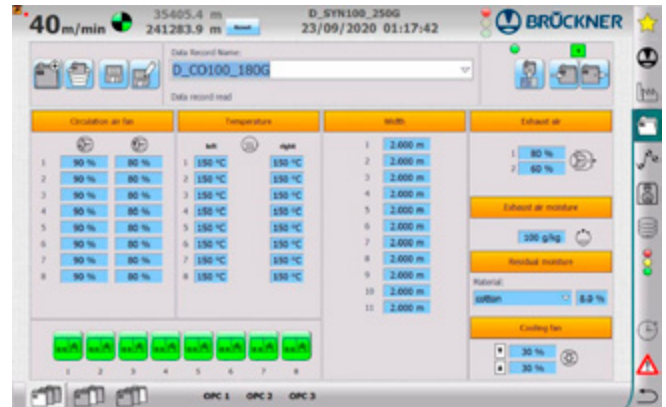 40 m/min
35405.4 m
241283.9 m
D_SYN100_250G
23/09/2020 01:17:42
BRÜCKNER
Data Record Name:
D_CO100_180G
Data record read
Circulation air fan
1 90 % 80 %
2 90 % 80 %
3 90 % 80 %
4 90 % 80 %
5 90 % 80 %
6 90 % 80 %
7 90 % 80 %
8 90 % 80 %
Temperature
left right
1 150 °C 150 °C
2 150 °C 150 °C
3 150 °C 150 °C
4 150 °C 150 °C
5 150 °C 150 °C
6 150 °C 150 °C
7 150 °C 150 °C
8 150 °C 150 °C
Width
1 2.000 m
2 2.000 m
3 2.000 m
4 2.000 m
5 2.000 m
6 2.000 m
7 2.000 m
8 2.000 m
9 2.000 m
10 2.000 m
11 2.000 m
Exhaust air
1 80 %
2 60 %
Exhaust air moisture
100 g/kg
Residual moisture
Material:
cotton 8.0 %
Cooling fan
30 %
30 %
1 2 3 4 5 6 7 8
OPC 1 OPC 2 OPC 3